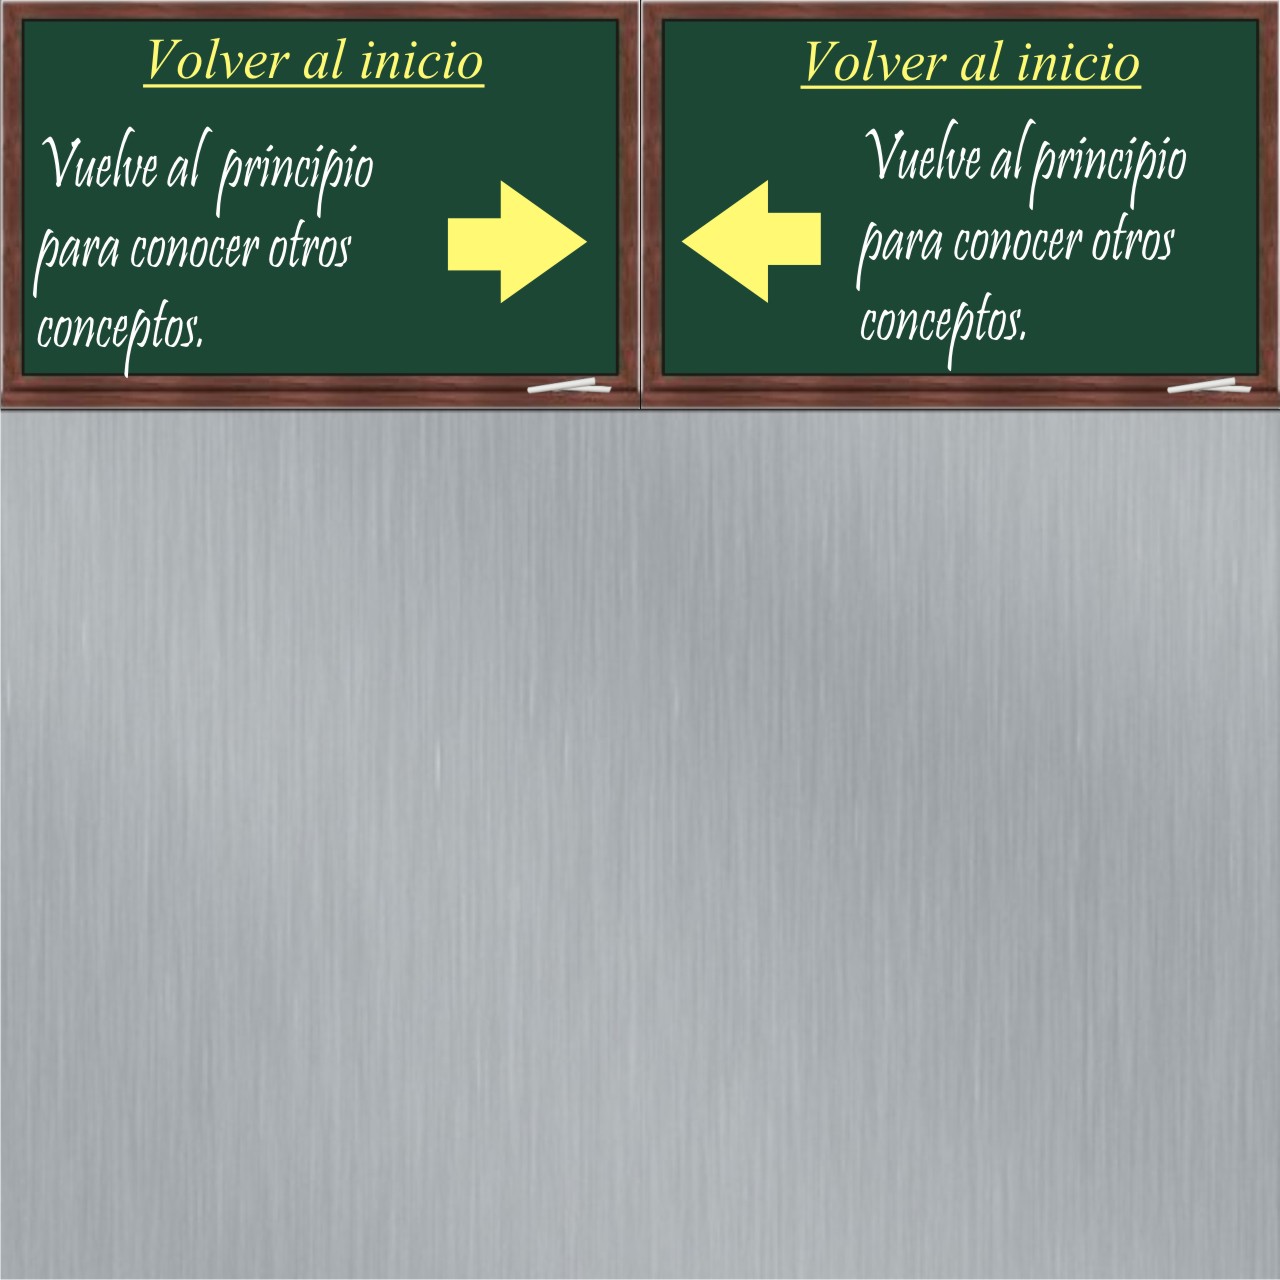 Volver al inicio
Vuelve al principio
para conocer otros
conceptos.
Volver al inicio
Vuelve al principio
para conocer otros
conceptos.